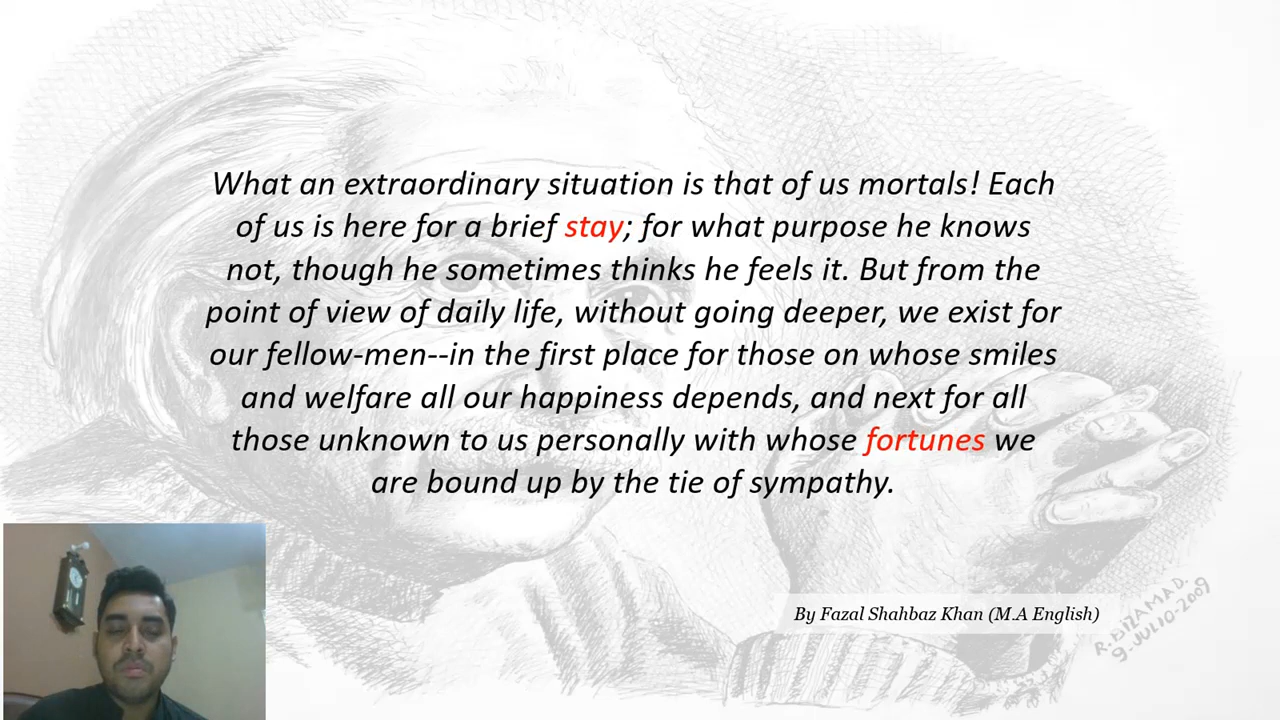 What an extraordinary situation is that of us mortals! Each
of us is here for a brief stay; for what purpose he knows
not, though he sometimes thinks he feels it. But from the
point of view of daily life, without going deeper, we exist for
our fellow-men--in the first place for those on whose smiles
and welfare all our happiness depends, and next for all
those unknown to us personally with whose fortunes we
are bound up by the tie of sympathy.
By Fazal Shahbaz Khan (M.A English)
9-JULIO-2009